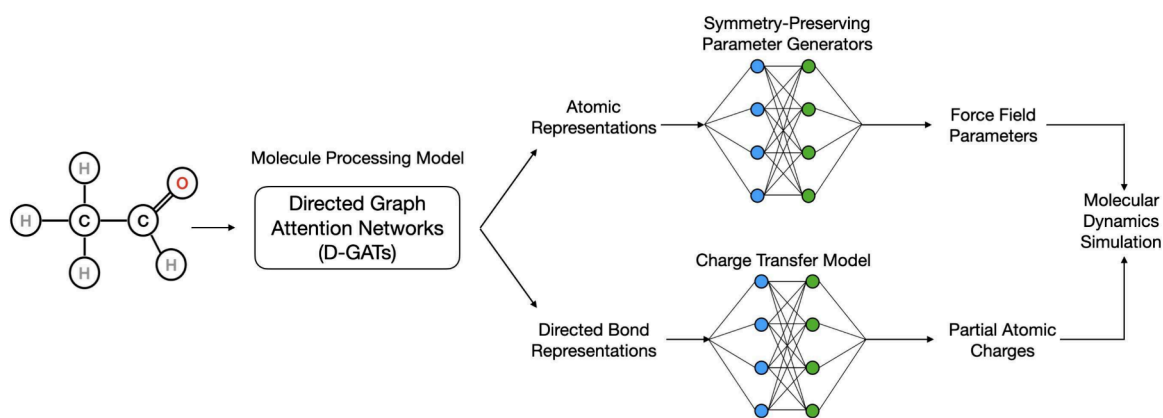 H
O
H
C
C
H
H
Molecule Processing Model
Directed Graph
Attention Networks
(D-GATs)
Atomic
Representations
Symmetry-Preserving
Parameter Generators
Force Field
Parameters
Directed Bond
Representations
Charge Transfer Model
Partial Atomic
Charges
Molecular
Dynamics
Simulation